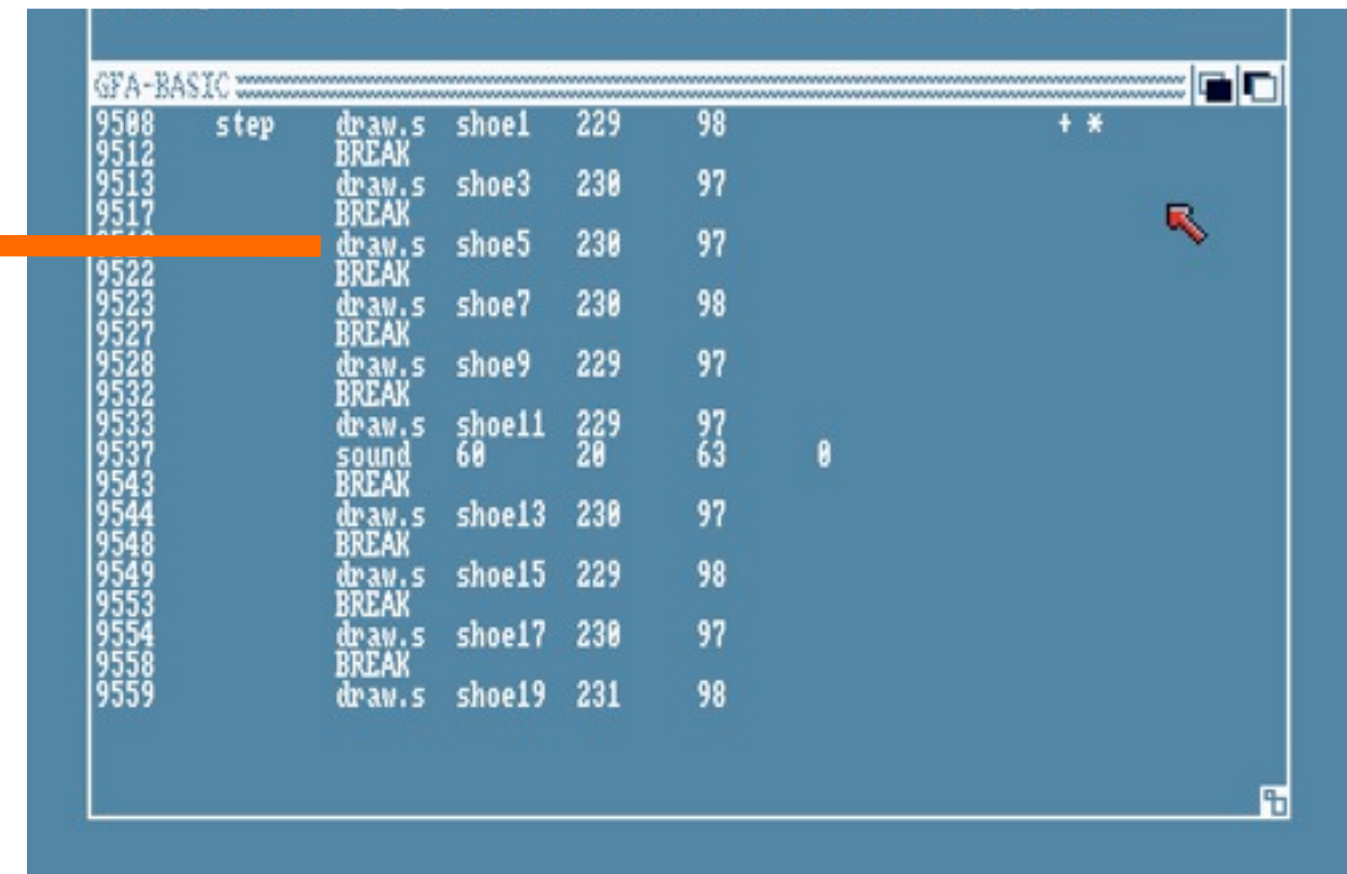 GFA-BASIC
9508 step draw.s shoe1 229 98 + *
9512 BREAK
9513 draw.s shoe3 230 97
9517 BREAK
draw.s shoe5 230 97
9522 BREAK
9523 draw.s shoe7 230 98
9527 BREAK
9528 draw.s shoe9 229 97
9532 BREAK
9533 draw.s shoe11 229 97
9537 sound 60 20 63 0
9543 BREAK
9544 draw.s shoe13 230 97
9548 BREAK
9549 draw.s shoe15 229 98
9553 BREAK
9554 draw.s shoe17 230 97
9558 BREAK
9559 draw.s shoe19 231 98